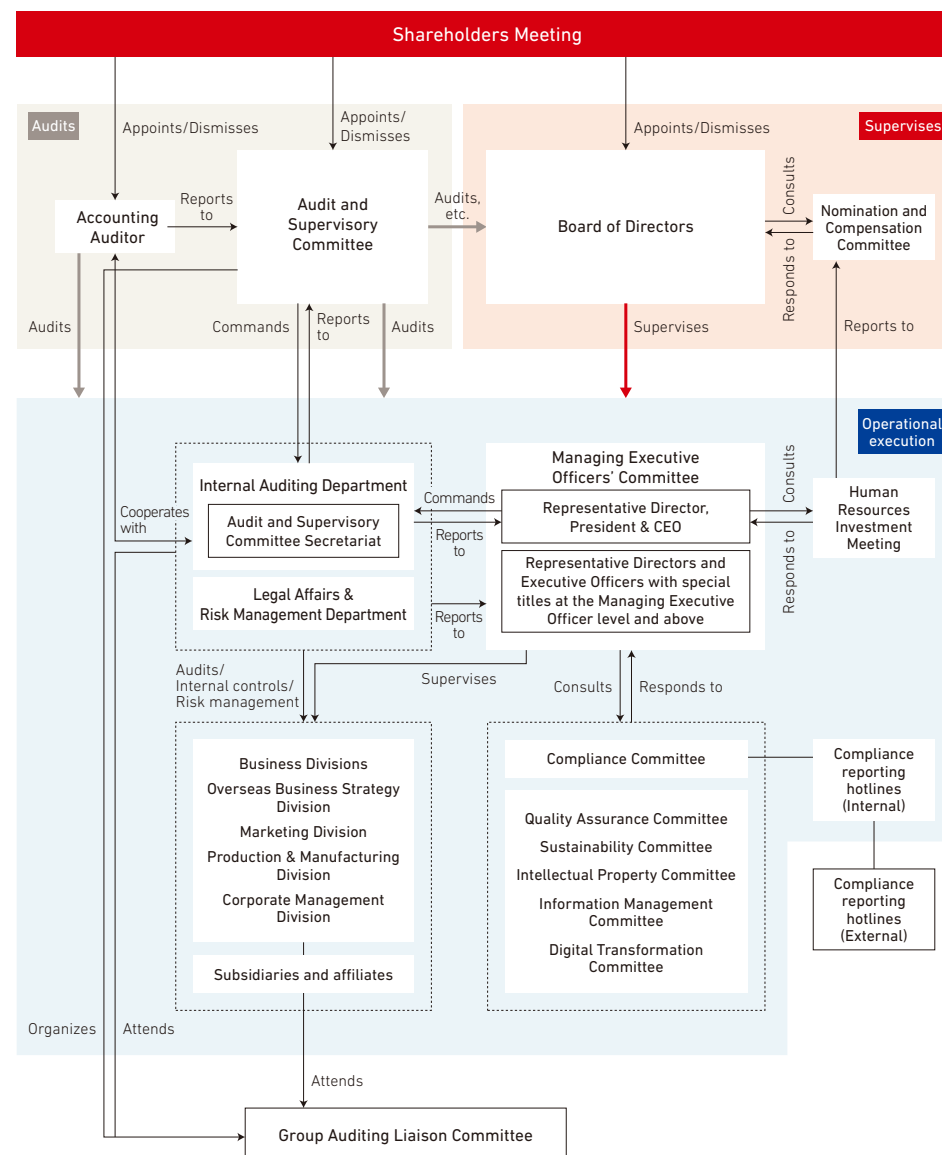 Shareholders Meeting
Audits
Supervises
Appoints/Dismisses
Appoints/
Dismisses
Appoints/Dismisses
Accounting
Auditor
Reports
to
Audit and
Supervisory
Committee
Audits,
etc.
Board of Directors
Consults
Responds to
Nomination and
Compensation
Committee
Audits
Commands
Reports
to
Audits
Supervises
Reports to
Operational
execution
Internal Auditing Department
Audit and Supervisory
Committee Secretariat
Legal Affairs &
Risk Management Department
Cooperates
with
Commands
Reports
to
Reports
to
Managing Executive
Officers' Committee
Representative Director,
President & CEO
Representative Directors and
Executive Officers with special
titles at the Managing Executive
Officer level and above
Consults
Responds to
Human
Resources
Investment
Meeting
Audits/
Internal controls/
Risk management
Supervises
Consults
Responds to
Business Divisions
Overseas Business Strategy
Division
Marketing Division
Production & Manufacturing
Division
Corporate Management
Division
Subsidiaries and affiliates
Compliance Committee
Quality Assurance Committee
Sustainability Committee
Intellectual Property Committee
Information Management
Committee
Digital Transformation
Committee
Compliance
reporting
hotlines
(Internal)
Compliance
reporting
hotlines
(External)
Organizes
Attends
Attends
Group Auditing Liaison Committee